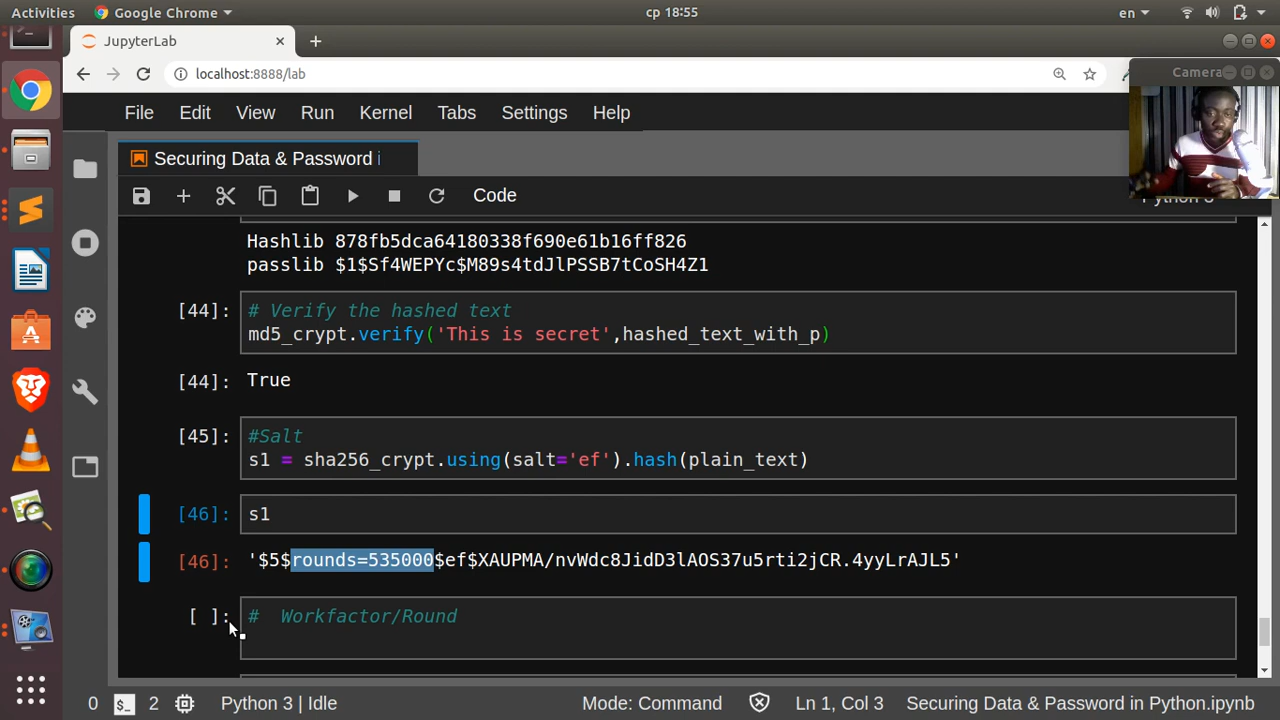 Activities Google Chrome ср 18:55 en
JupyterLab
localhost:8888/lab
Camera
File Edit View Run Kernel Tabs Settings Help
Securing Data & Password i
Code
Hashlib 878fb5dca64180338f690e61b16ff826
passlib $1$Sf4WEPYc$M89s4tdJlPSSB7tCoSH4Z1
[44]: # Verify the hashed text
md5_crypt.verify('This is secret',hashed_text_with_p)
[44]: True
[45]: #Salt
s1 = sha256_crypt.using(salt='ef').hash(plain_text)
[46]: s1
[46]: '$5$rounds=535000$ef$XAUPMA/nvWdc8JidD3lAOS37u5rti2jCR.4yyLrAJL5'
[ ]: # Workfactor/Round
0 $_ 2 Python 3 | Idle Mode: Command Ln 1, Col 3 Securing Data & Password in Python.ipynb